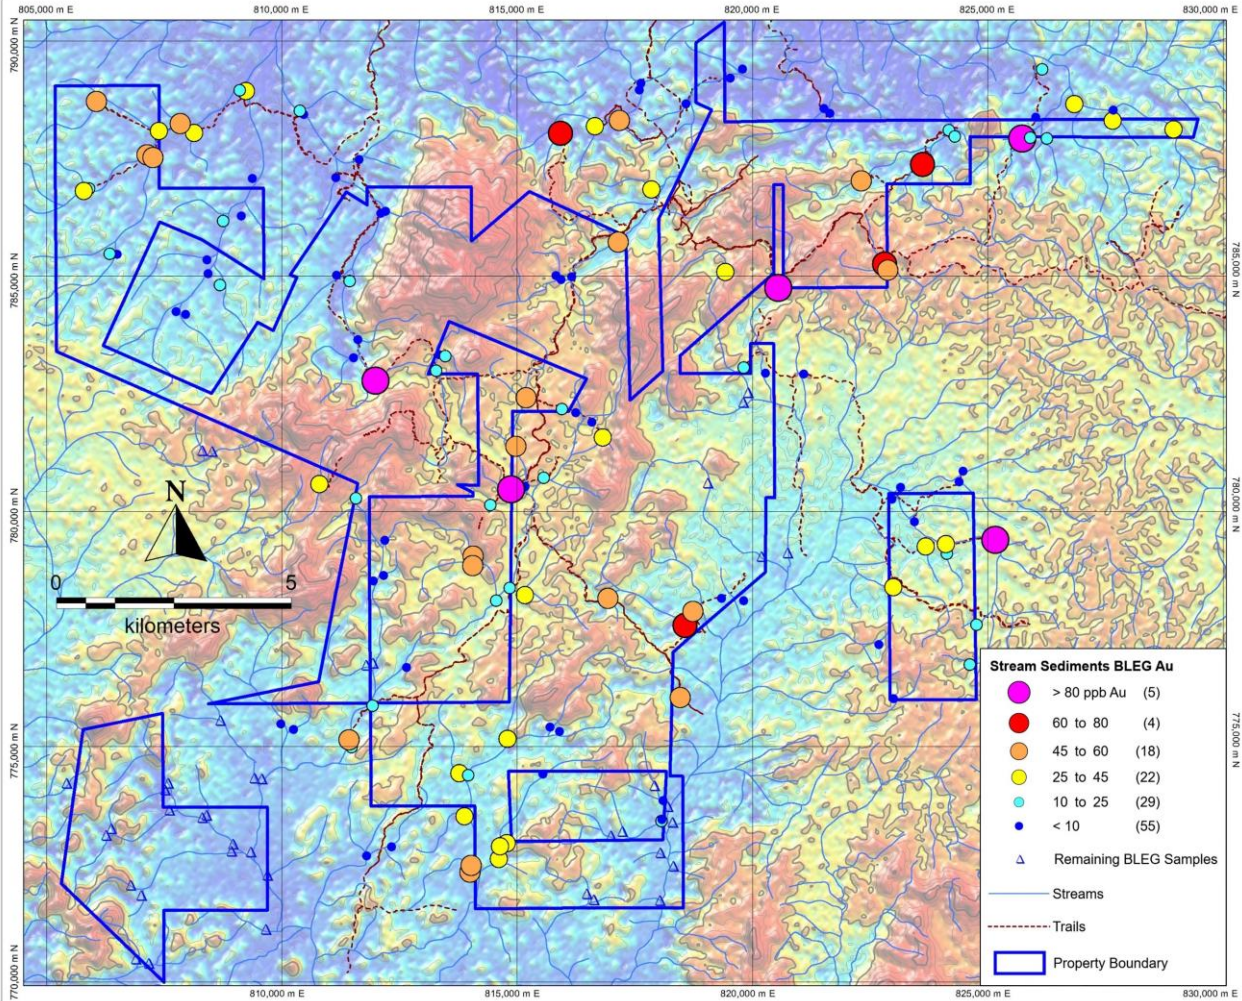 805,000 m E
810,000 m E
815,000 m E
820,000 m E
825,000 m E
830,000 m E
790,000 m N
785,000 m N
780,000 m N
775,000 m N
770,000 m N
N
0
5
kilometers
Stream Sediments BLEG Au
> 80 ppb Au (5)
60 to 80 (4)
45 to 60 (18)
25 to 45 (22)
10 to 25 (29)
< 10 (55)
Remaining BLEG Samples
Streams
Trails
Property Boundary
810,000 m E
815,000 m E
820,000 m E
825,000 m E
830,000 m E